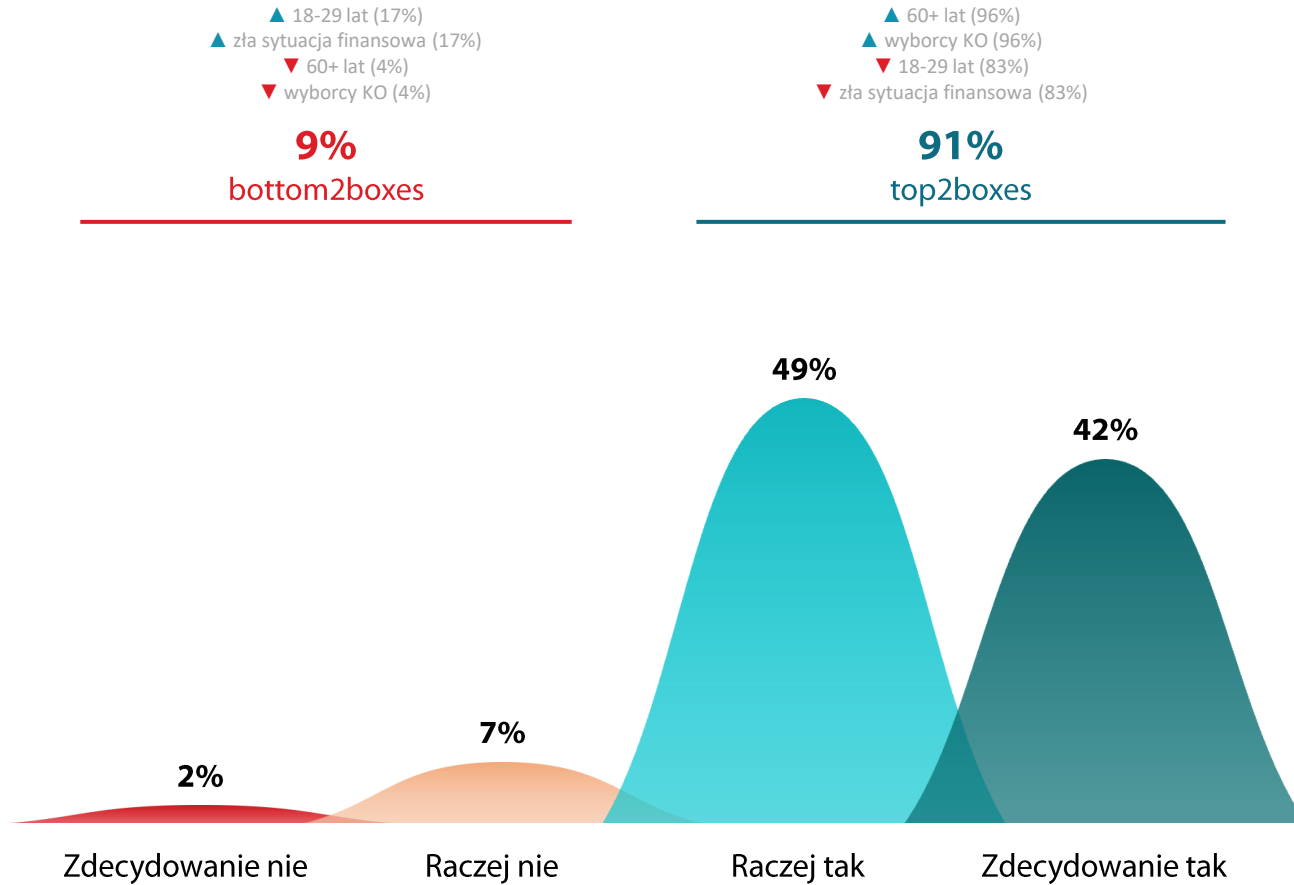 ▲ 18-29 lat (17%)
▲ zła sytuacja finansowa (17%)
▼ 60+ lat (4%)
▼ wyborcy KO (4%)
9%
bottom2boxes
▲ 60+ lat (96%)
▲ wyborcy KO (96%)
▼ 18-29 lat (83%)
▼ zła sytuacja finansowa (83%)
91%
top2boxes
2%
7%
49%
42%
Zdecydowanie nie
Raczej nie
Raczej tak
Zdecydowanie tak